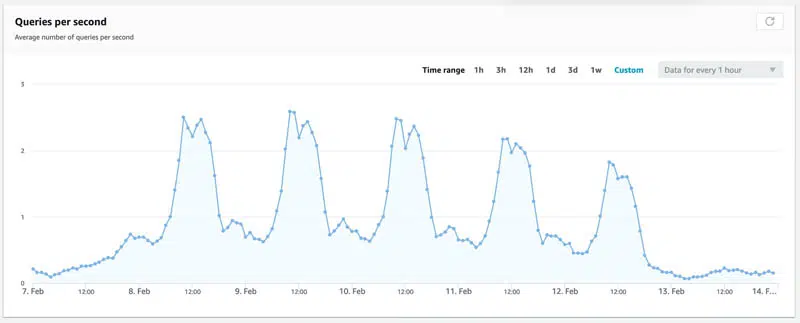 Queries per second
Average number of queries per second
Time range 1h 3h 12h 1d 3d 1w Custom Data for every 1 hour
3
2
1
0
7. Feb 12:00 8. Feb 12:00 9. Feb 12:00 10. Feb 12:00 11. Feb 12:00 12. Feb 12:00 13. Feb 12:00 14. F...